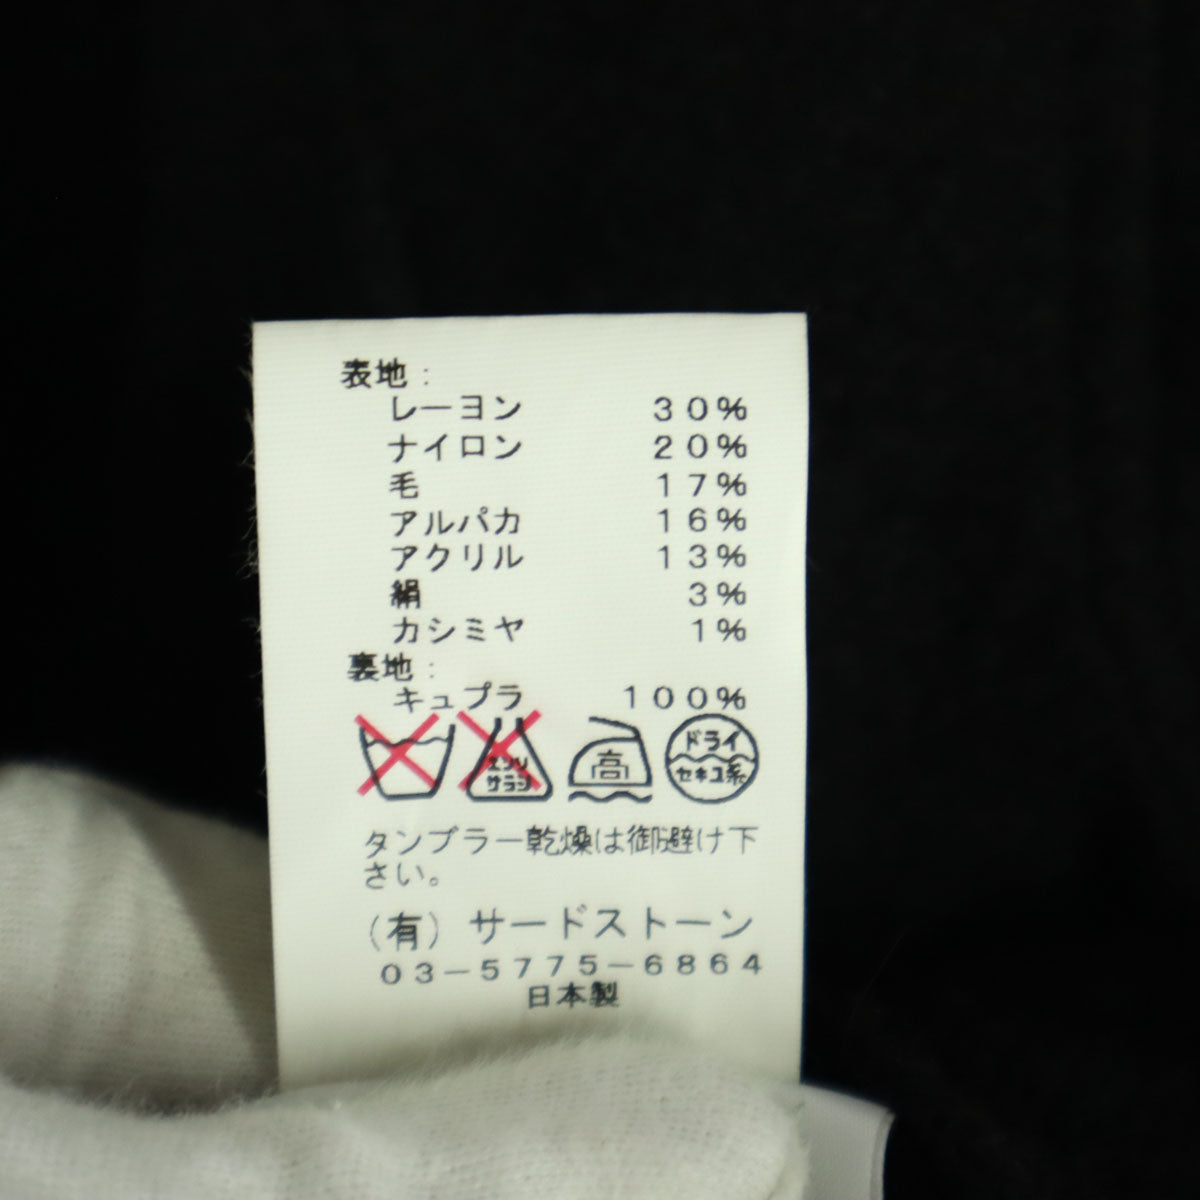 表地:
レーヨン 30%
ナイロン 20%
毛 17%
アルパカ 16%
アクリル 13%
絹 3%
カシミヤ 1%
裏地:
キュプラ 100%
エンソ
サラシ
高
ドライ
セキユ系
タンブラー乾燥は御避け下
さい。
(有)サードストーン
03-5775-6864
日本製